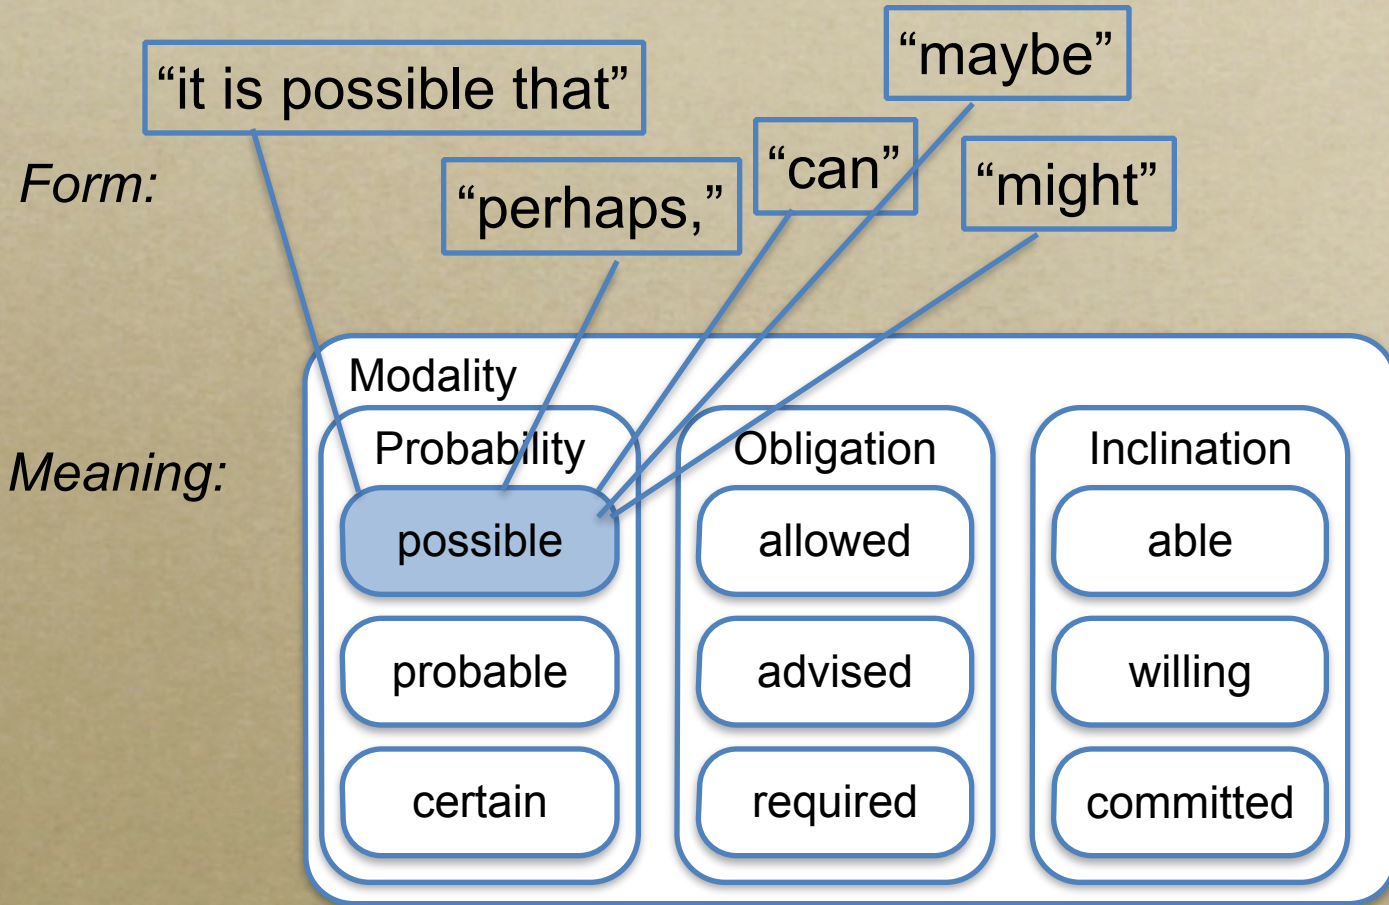 “maybe”
“it is possible that”
“can”
“might”
Form:
“perhaps,”
Modality
Probability
Obligation
Inclination
Meaning:
possible
allowed
able
probable
advised
willing
certain
required
committed